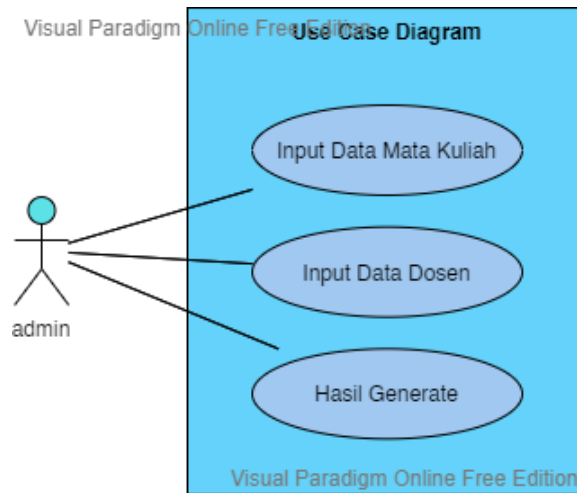 Visual Paradigm Online Free Edition
Use Case Diagram
Input Data Mata Kuliah
Input Data Dosen
admin
Hasil Generate
Visual Paradigm Online Free Edition